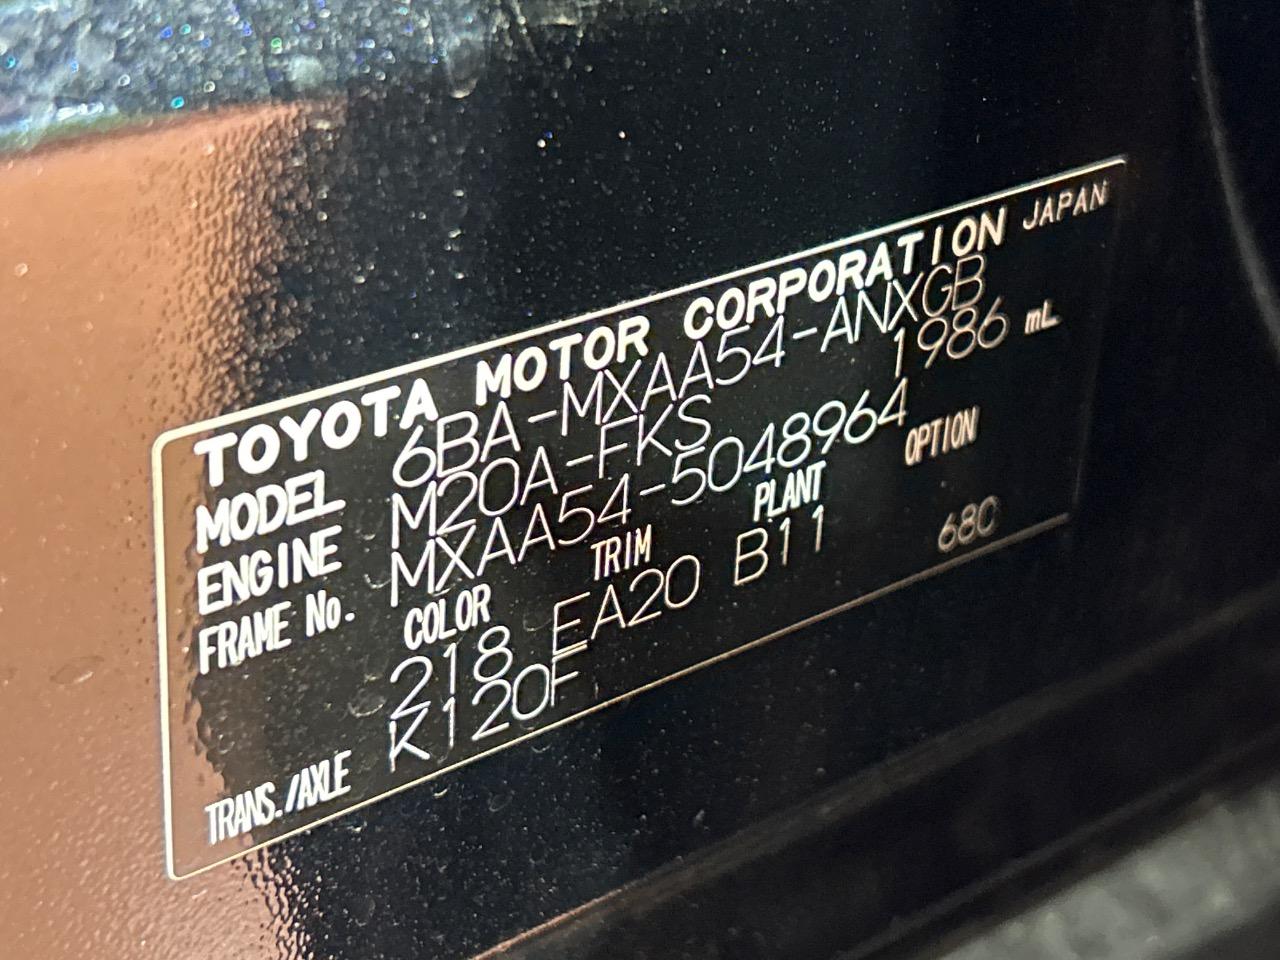 TOYOTA MOTOR CORPORATION JAPAN
MODEL 6BA-MXAA54-ANXGB
ENGINE M20A-FKS 1986 mL
FRAME No. MXAA54-5048964
COLOR TRIM PLANT OPTION
218 EA20 B11 680
TRANS./AXLE K120F